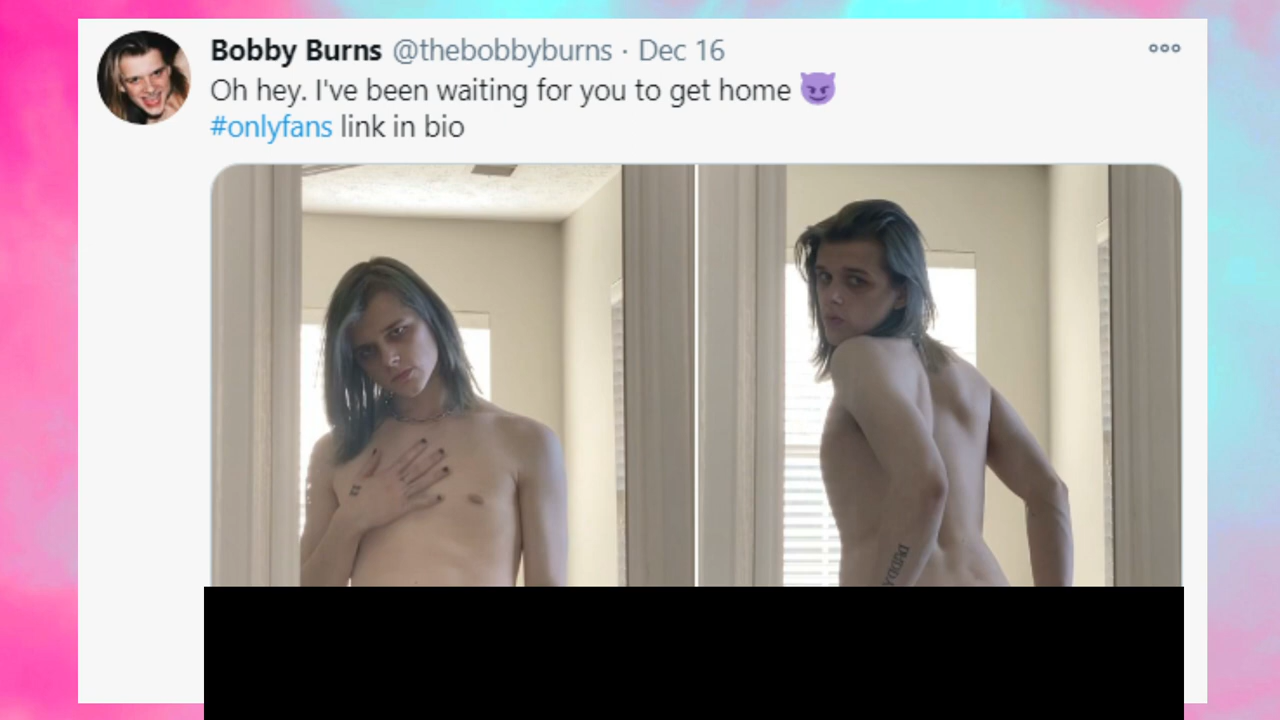 Bobby Burns @thebobbyburns · Dec 16
Oh hey. I've been waiting for you to get home 😈
#onlyfans link in bio